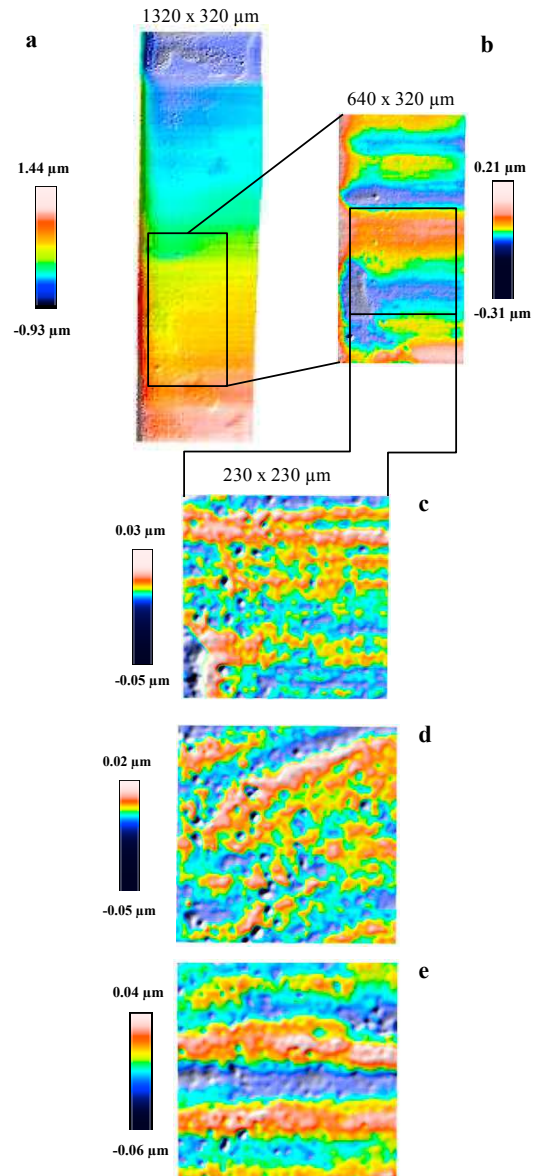 1320 x 320 µm
a
b
640 x 320 µm
1.44 µm
0.21 µm
-0.93 µm
-0.31 µm
230 x 230 µm
c
0.03 µm
-0.05 µm
d
0.02 µm
-0.05 µm
e
0.04 µm
-0.06 µm